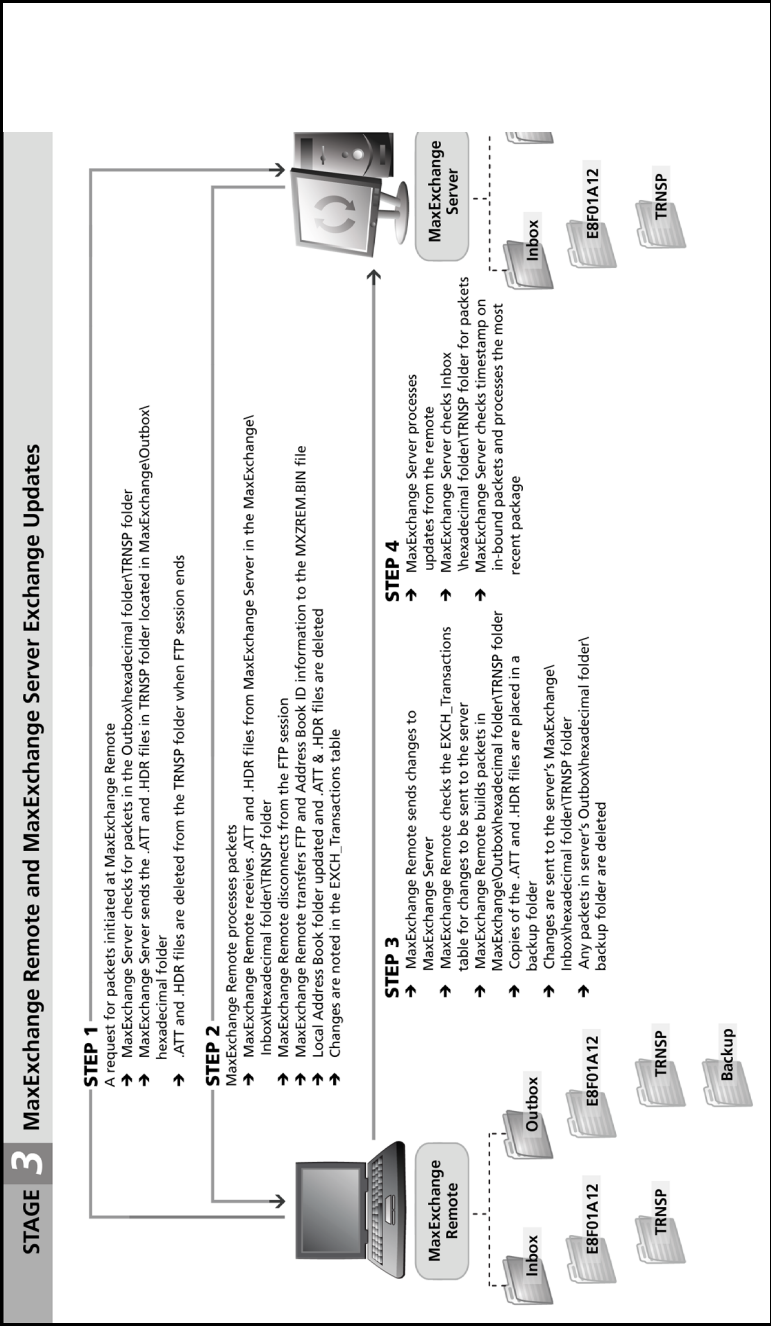 STAGE 3 MaxExchange Remote and MaxExchange Server Exchange Updates
STEP 1
A request for packets initiated at MaxExchange Remote
➔ MaxExchange Server checks for packets in the Outbox\hexadecimal folder\TRNSP folder
➔ MaxExchange Server sends the .ATT and .HDR files in TRNSP folder located in MaxExchange\Outbox\
hexadecimal folder
➔ .ATT and .HDR files are deleted from the TRNSP folder when FTP session ends
STEP 2
MaxExchange Remote processes packets
➔ MaxExchange Remote receives .ATT and .HDR files from MaxExchange Server in the MaxExchange\
Inbox\Hexadecimal folder\TRNSP folder
➔ MaxExchange Remote disconnects from the FTP session
➔ MaxExchange Remote transfers FTP and Address Book ID information to the MXZREM.BIN file
➔ Local Address Book folder updated and .ATT & .HDR files are deleted
➔ Changes are noted in the EXCH_Transactions table
STEP 3
➔ MaxExchange Remote sends changes to
MaxExchange Server
➔ MaxExchange Remote checks the EXCH_Transactions
table for changes to be sent to the server
➔ MaxExchange Remote builds packets in
MaxExchange\Outbox\hexadecimal folder\TRNSP folder
➔ Copies of the .ATT and .HDR files are placed in a
backup folder
➔ Changes are sent to the server's MaxExchange\
Inbox\hexadecimal folder\TRNSP folder
➔ Any packets in server's Outbox\hexadecimal folder\
backup folder are deleted
STEP 4
➔ MaxExchange Server processes
updates from the remote
➔ MaxExchange Server checks Inbox
\hexadecimal folder\TRNSP folder for packets
➔ MaxExchange Server checks timestamp on
in-bound packets and processes the most
recent package
MaxExchange
Remote
Inbox
E8F01A12
TRNSP
Outbox
E8F01A12
TRNSP
Backup
MaxExchange
Server
Inbox
E8F01A12
TRNSP